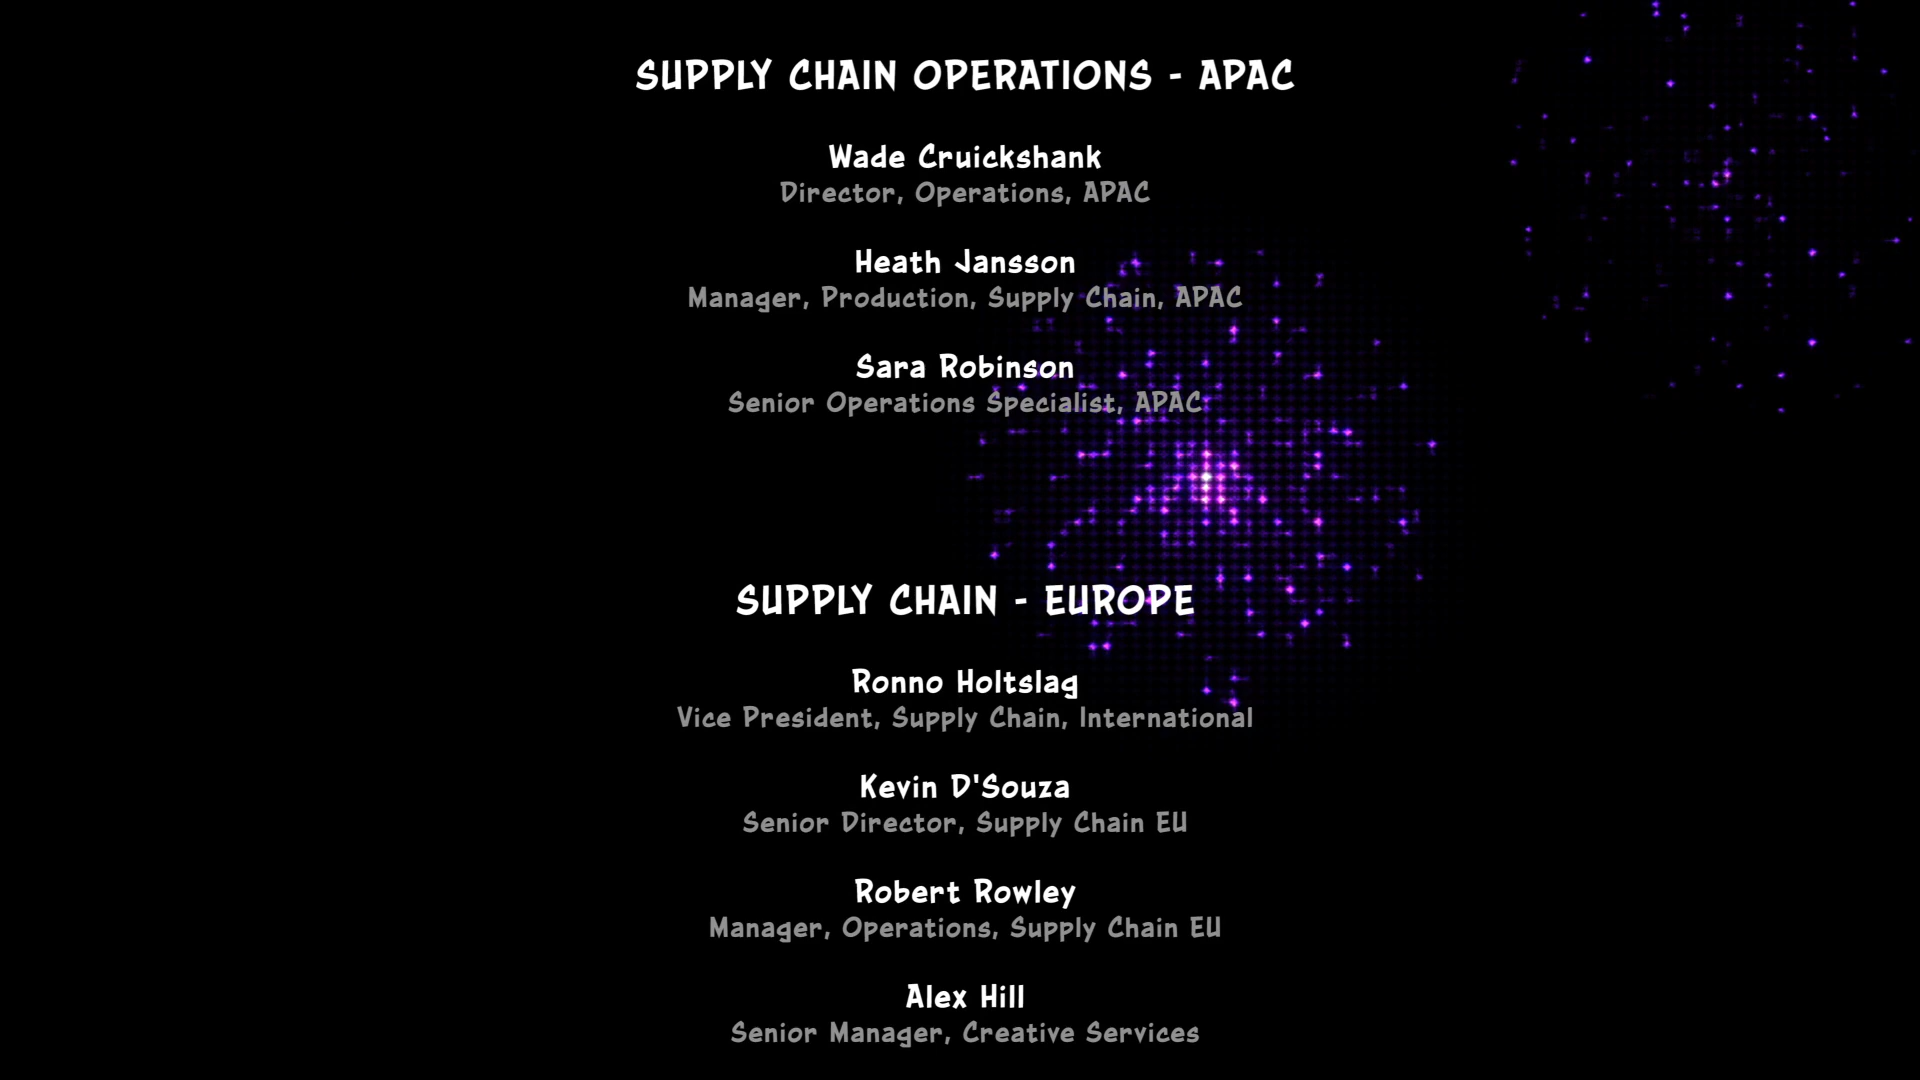 SUPPLY CHAIN OPERATIONS - APAC
Wade Cruickshank
Director, Operations, APAC
Heath Jansson
Manager, Production, Supply Chain, APAC
Sara Robinson
Senior Operations Specialist, APAC
SUPPLY CHAIN - EUROPE
Ronno Holtslag
Vice President, Supply Chain, International
Kevin D'Souza
Senior Director, Supply Chain EU
Robert Rowley
Manager, Operations, Supply Chain EU
Alex Hill
Senior Manager, Creative Services